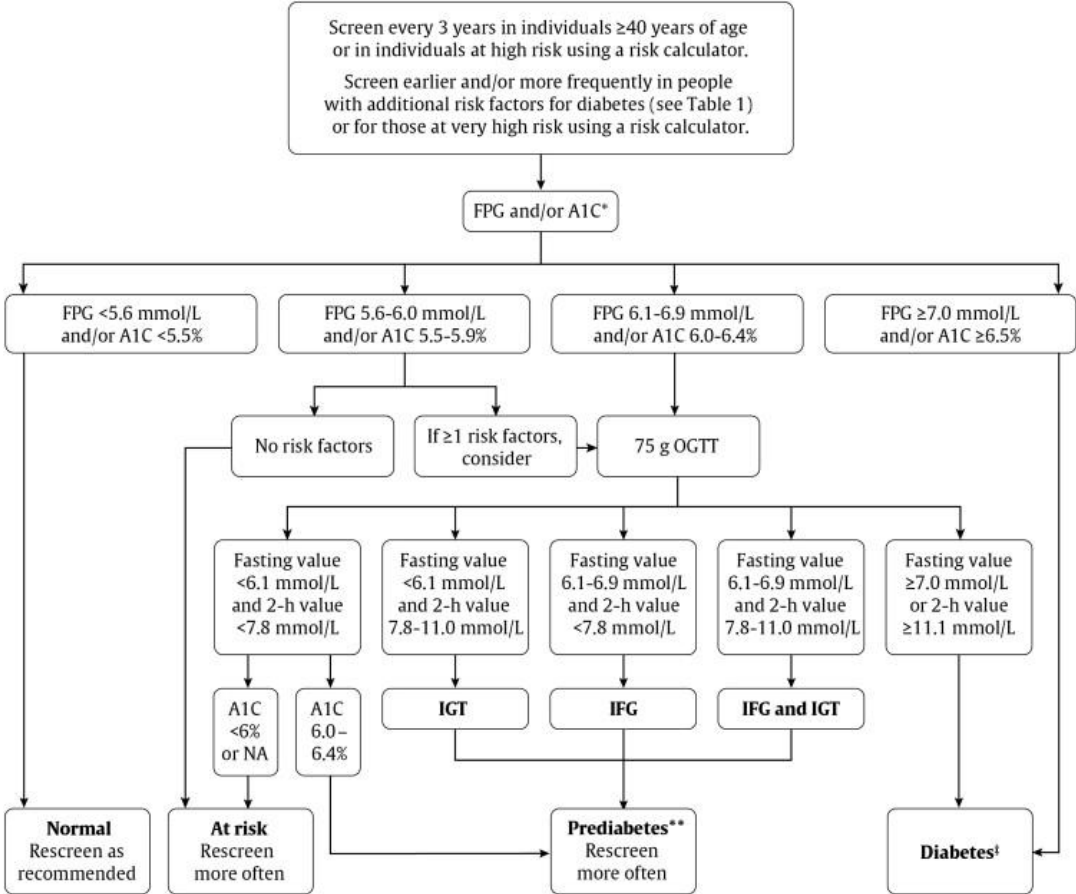 Screen every 3 years in individuals ≥40 years of age
or in individuals at high risk using a risk calculator.
Screen earlier and/or more frequently in people
with additional risk factors for diabetes (see Table 1)
or for those at very high risk using a risk calculator.
FPG and/or A1C*
FPG <5.6 mmol/L
and/or A1C <5.5%
FPG 5.6-6.0 mmol/L
and/or A1C 5.5-5.9%
FPG 6.1-6.9 mmol/L
and/or A1C 6.0-6.4%
FPG ≥7.0 mmol/L
and/or A1C ≥6.5%
No risk factors
If ≥1 risk factors,
consider
75 g OGTT
Fasting value
<6.1 mmol/L
and 2-h value
<7.8 mmol/L
Fasting value
<6.1 mmol/L
and 2-h value
7.8-11.0 mmol/L
Fasting value
6.1-6.9 mmol/L
and 2-h value
<7.8 mmol/L
Fasting value
6.1-6.9 mmol/L
and 2-h value
7.8-11.0 mmol/L
Fasting value
≥7.0 mmol/L
or 2-h value
≥11.1 mmol/L
A1C
<6%
or NA
A1C
6.0–
6.4%
IGT
IFG
IFG and IGT
Normal
Rescreen as
recommended
At risk
Rescreen
more often
Prediabetes**
Rescreen
more often
Diabetes‡